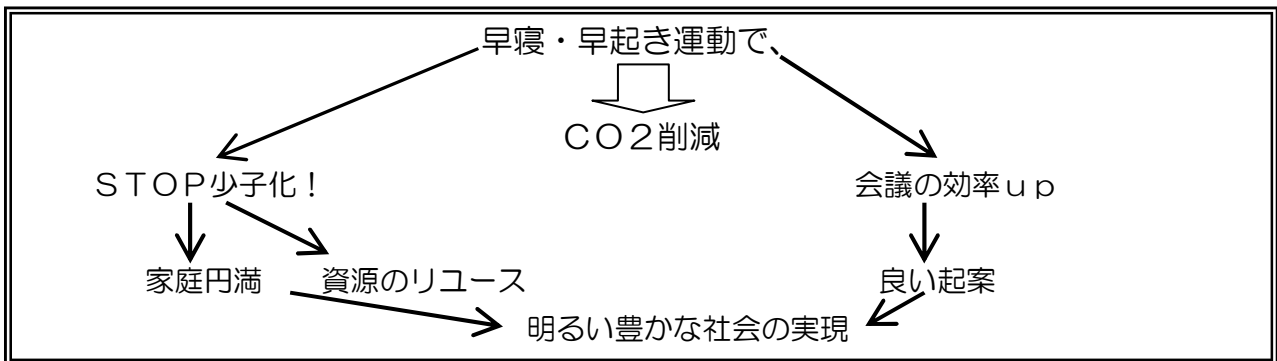 早寝・早起き運動で、
ＣＯ２削減
ＳＴＯＰ少子化！ 会議の効率ｕｐ
家庭円満 資源のリユース 良い起案
明るい豊かな社会の実現